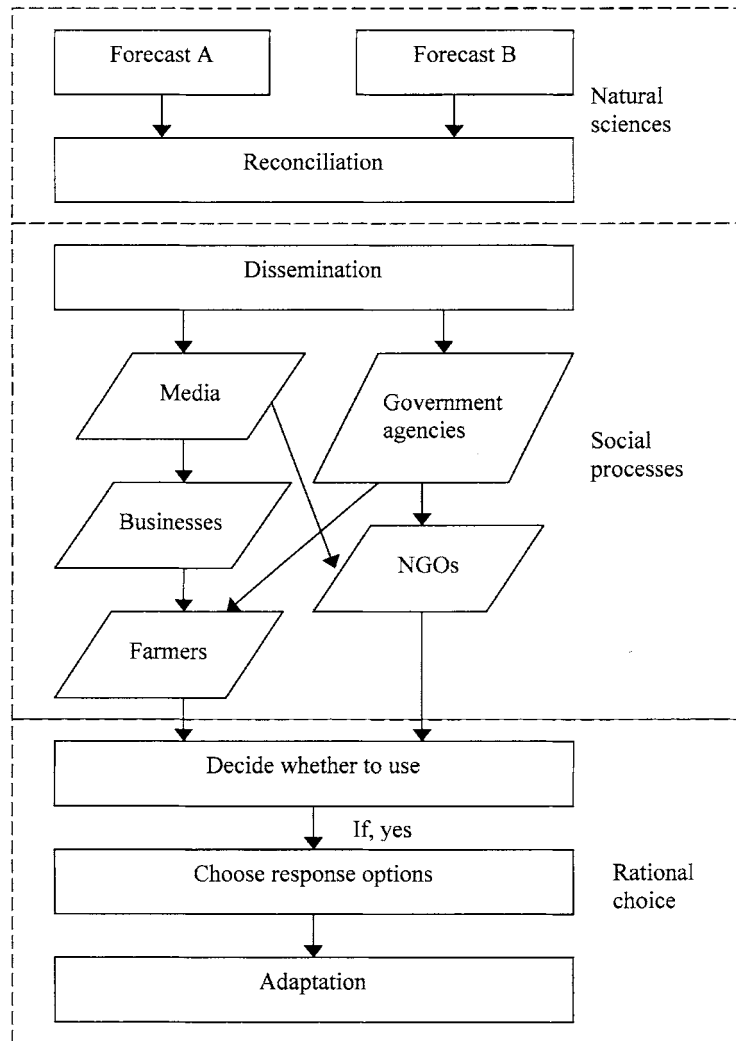 Forecast A
Forecast B
Natural
sciences
Reconciliation
Dissemination
Media
Government
agencies
Social
processes
Businesses
NGOs
Farmers
Decide whether to use
If, yes
Choose response options
Rational
choice
Adaptation